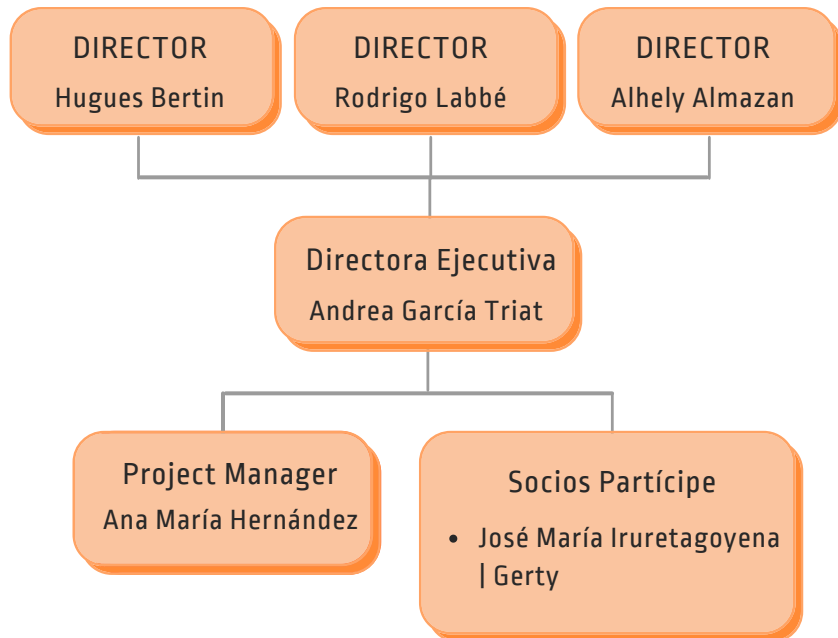 DIRECTOR
Hugues Bertin
DIRECTOR
Rodrigo Labbé
DIRECTOR
Alhely Almazan
Directora Ejecutiva
Andrea García Triat
Project Manager
Ana María Hernández
Socios Partícipe
• José María Iruretagoyena
| Gerty